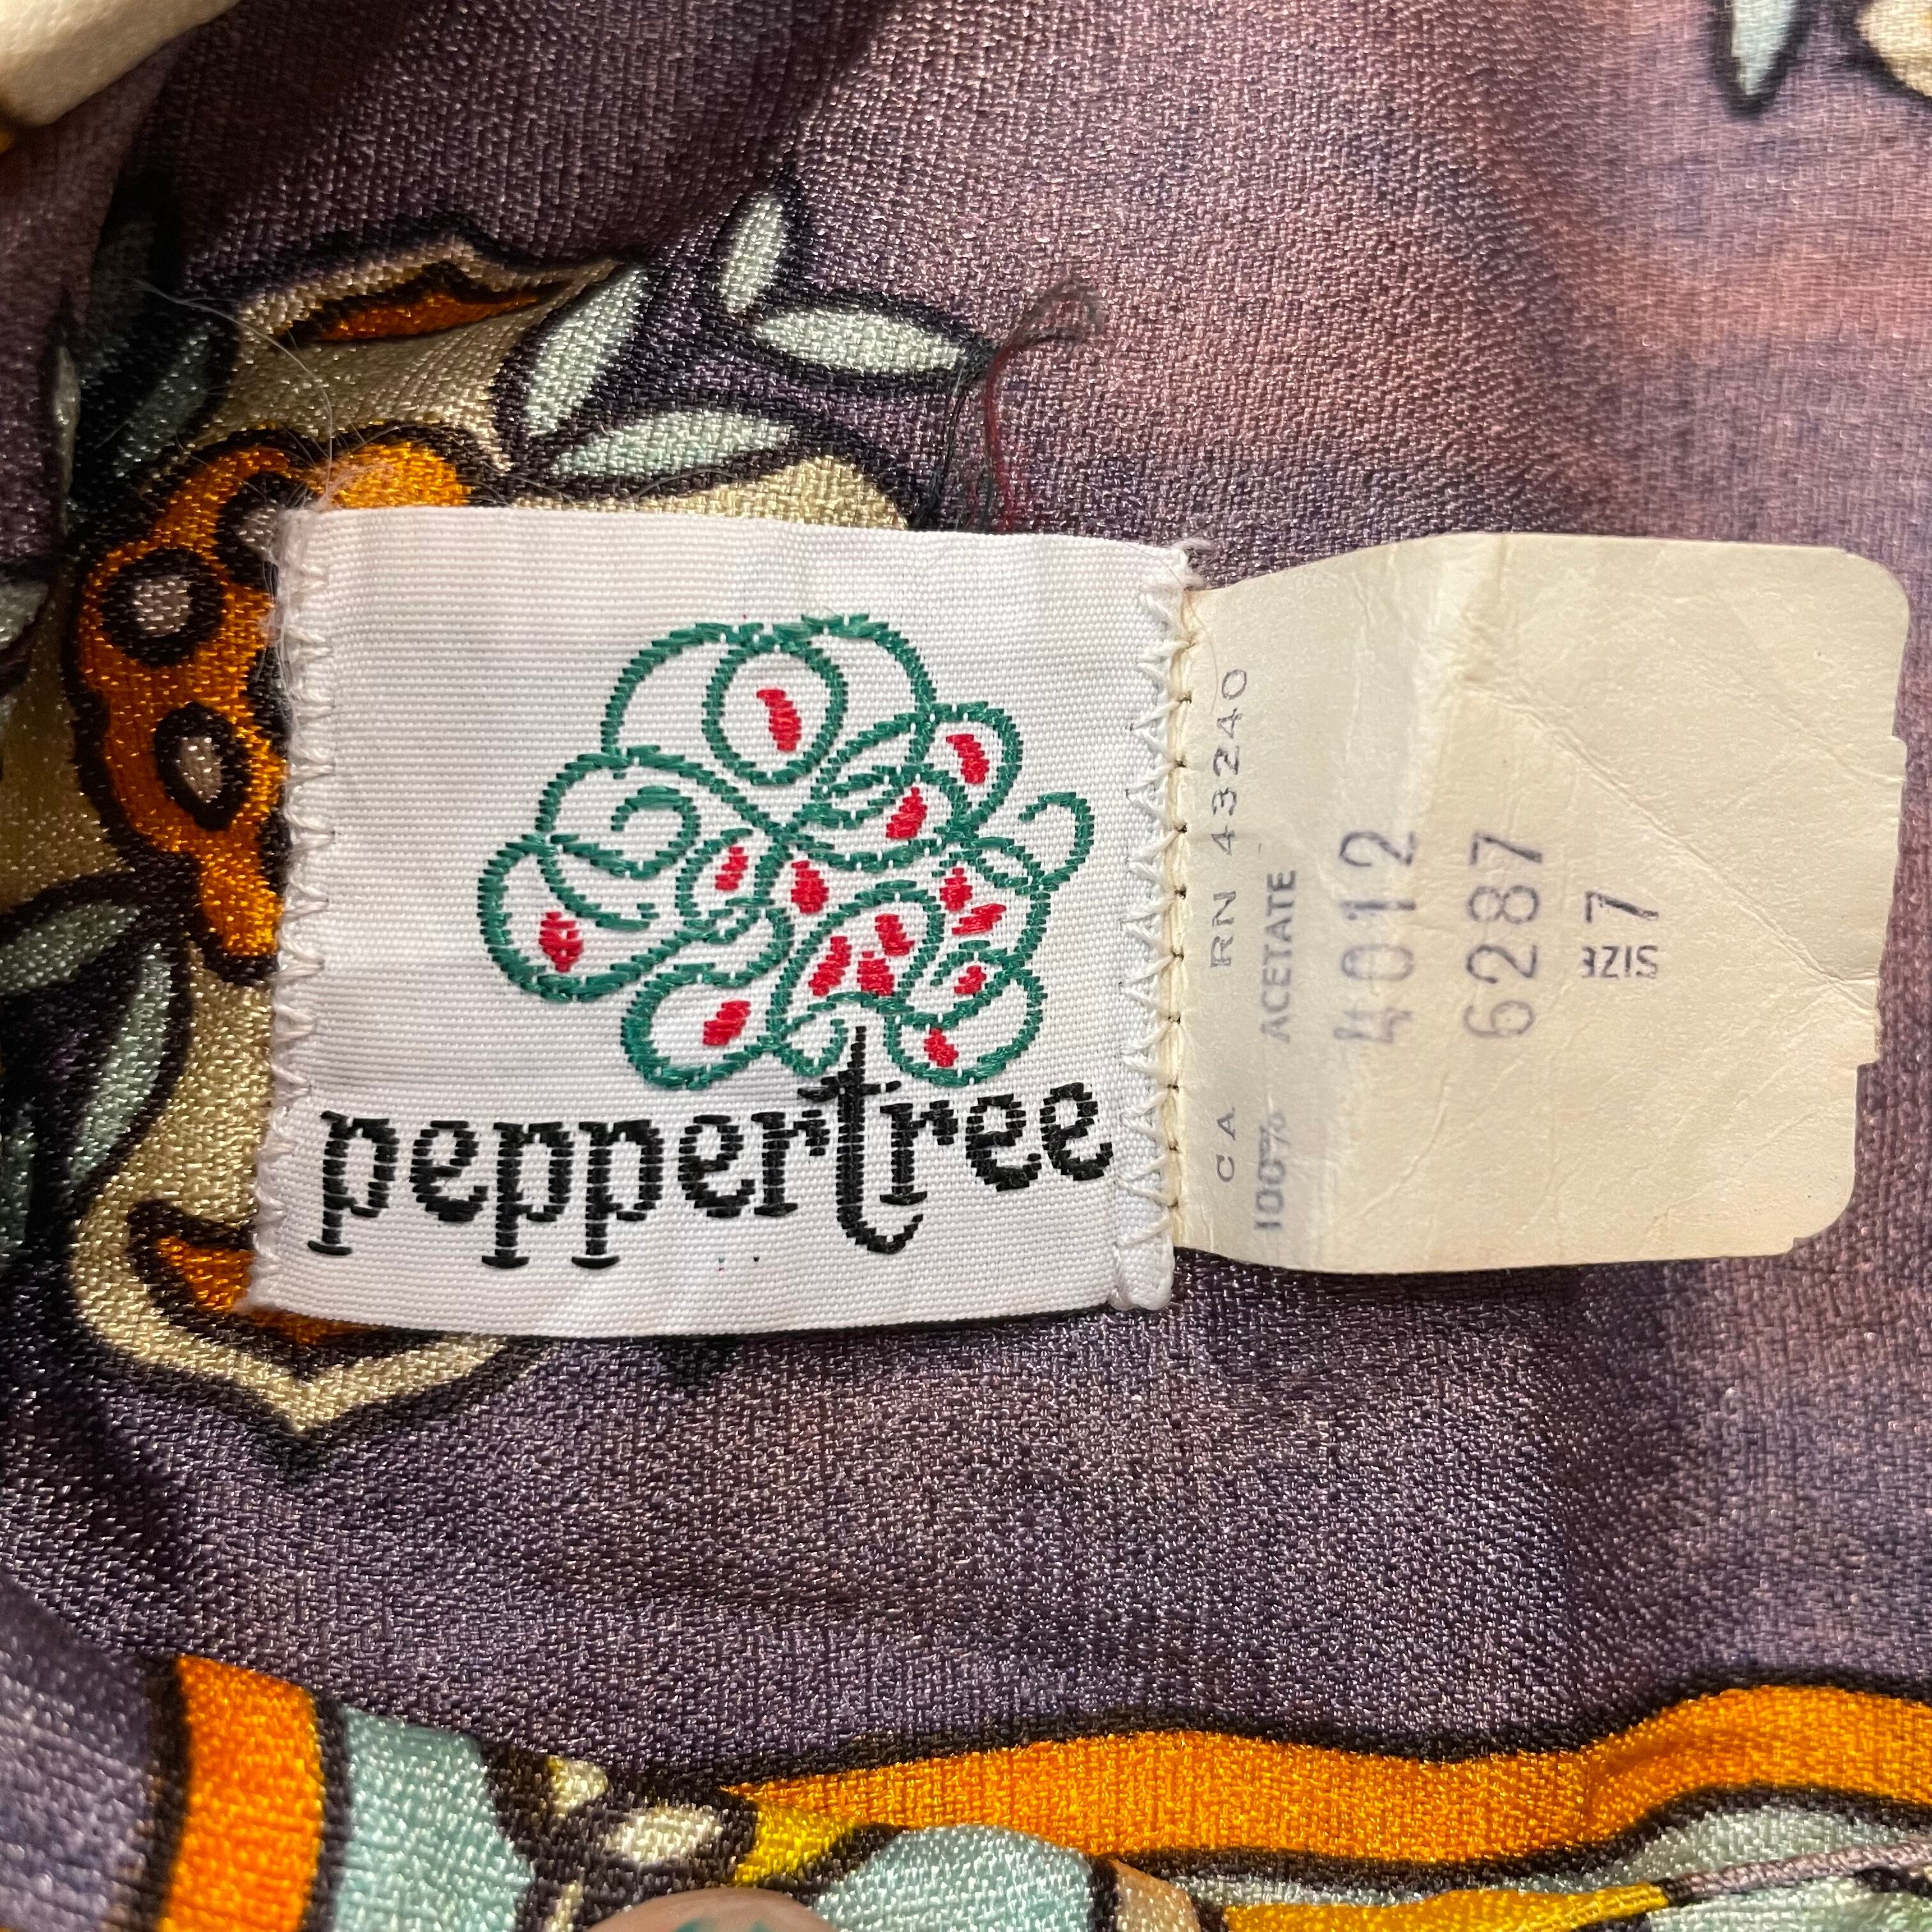 peppertree
CA RN 43240
100% ACETATE
4012
6287
SIZE 7